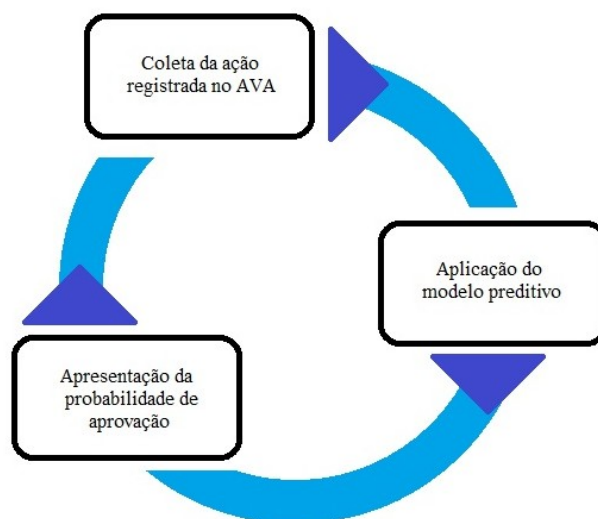 Coleta da ação
registrada no AVA
Aplicação do
modelo preditivo
Apresentação da
probabilidade de
aprovação